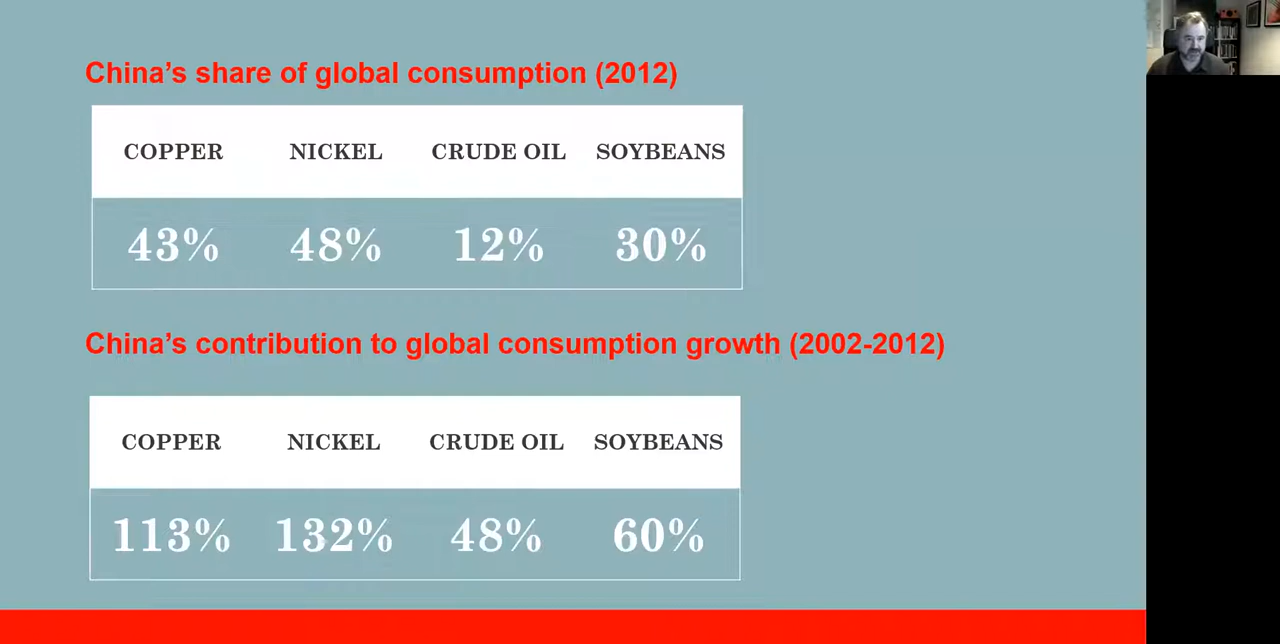 China’s share of global consumption (2012)
COPPER NICKEL CRUDE OIL SOYBEANS
43% 48% 12% 30%
China’s contribution to global consumption growth (2002-2012)
COPPER NICKEL CRUDE OIL SOYBEANS
113% 132% 48% 60%